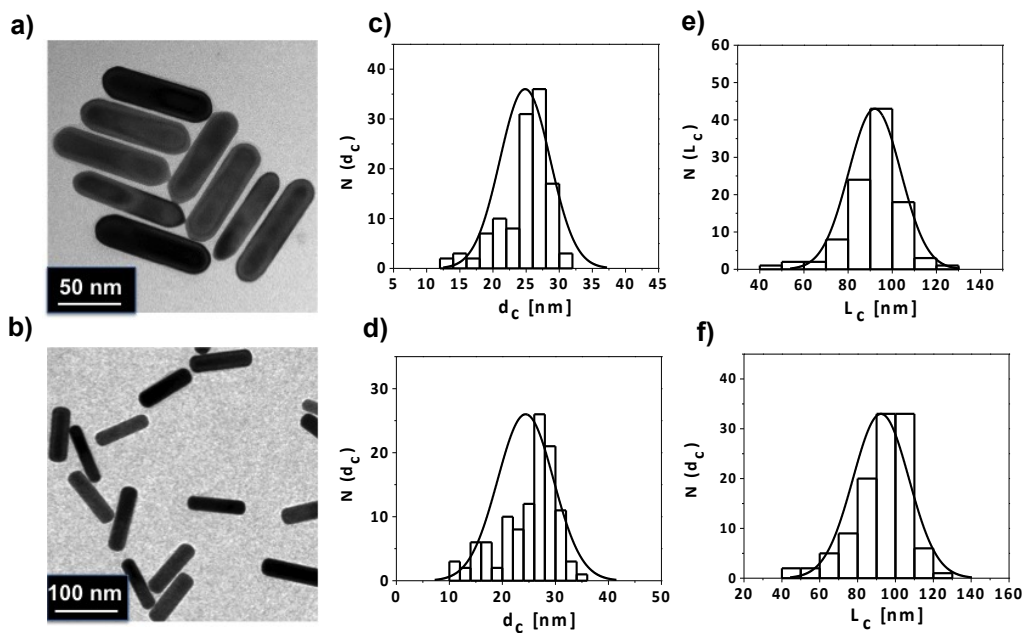 a)
50 nm
b)
100 nm
c)
N (dc)
40
30
20
10
0
5 10 15 20 25 30 35 40 45
dc [nm]
d)
N (dc)
30
20
10
0
0 10 20 30 40 50
dc [nm]
e)
N (Lc)
60
50
40
30
20
10
0
40 60 80 100 120 140
Lc [nm]
f)
N (dc)
40
30
20
10
0
20 40 60 80 100 120 140 160
Lc [nm]